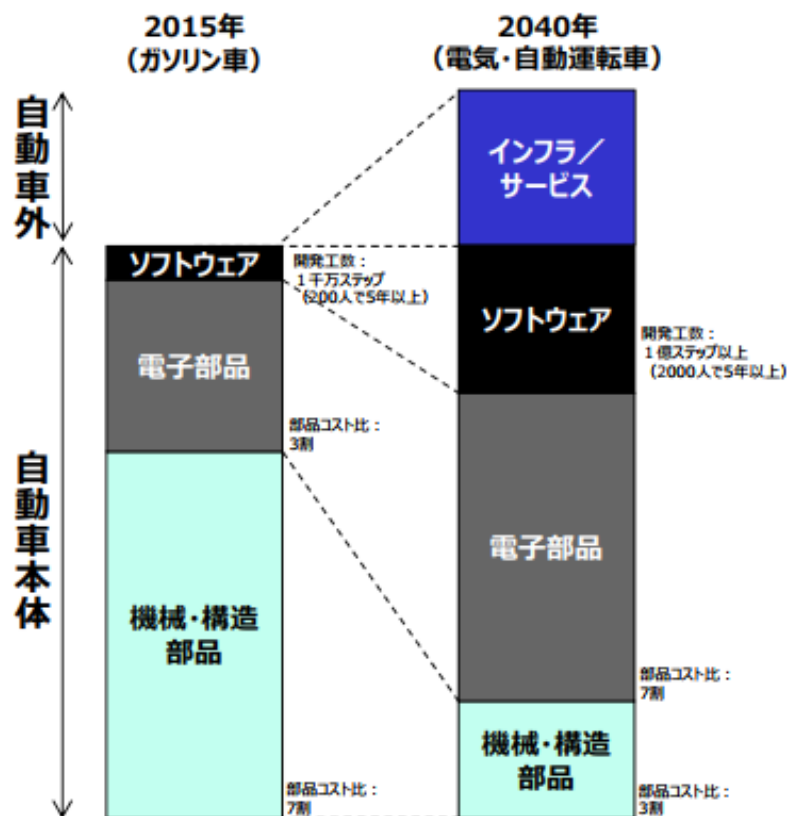 2015年
(ガソリン車)
2040年
(電気・自動運転車)
自動車外
インフラ/
サービス
ソフトウェア
開発工数:
1千万ステップ
(200人で5年以上)
ソフトウェア
開発工数:
1億ステップ以上
(2000人で5年以上)
電子部品
部品コスト比:
3割
自動車本体
電子部品
機械・構造
部品
部品コスト比:
7割
機械・構造
部品
部品コスト比:
7割
部品コスト比:
3割